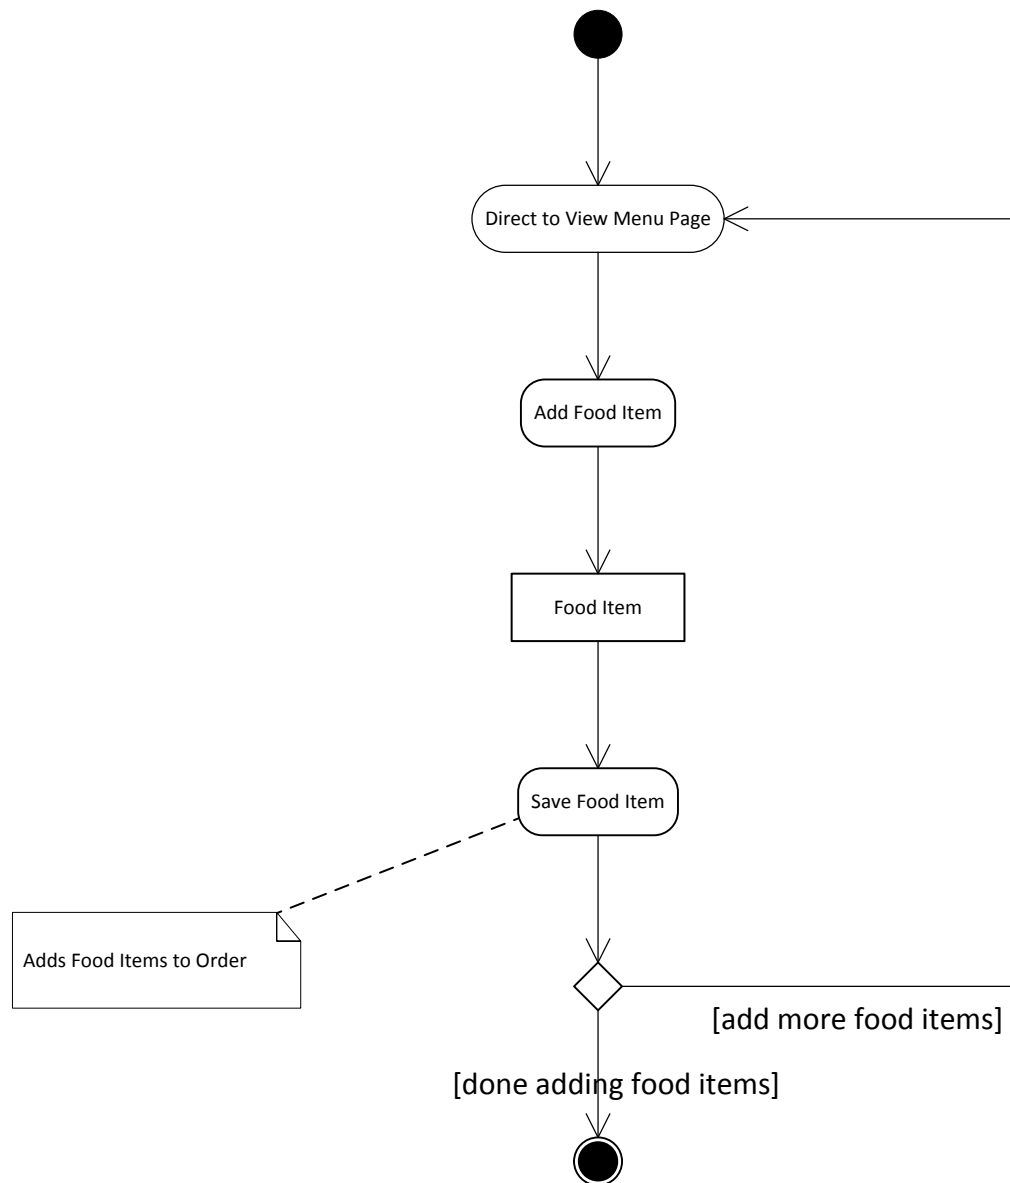 Direct to View Menu Page
Add Food Item
Food Item
Save Food Item
Adds Food Items to Order
[add more food items]
[done adding food items]